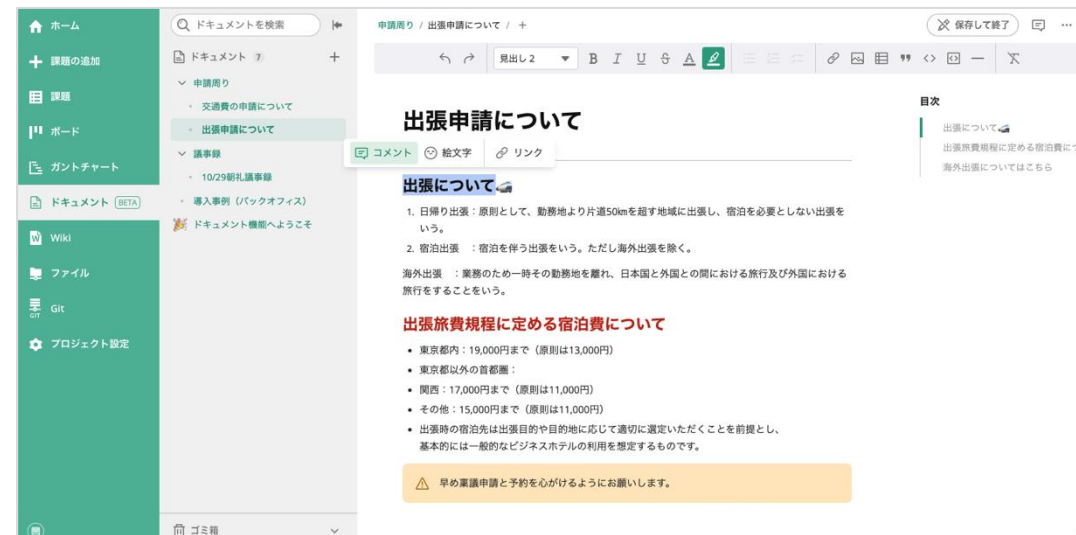 ホーム
課題の追加
課題
ボード
ガントチャート
ドキュメント BETA
Wiki
ファイル
Git
プロジェクト設定
ドキュメントを検索
ドキュメント 7
申請周り
交通費の申請について
出張申請について
議事録
10/29朝礼議事録
導入事例（バックオフィス）
ドキュメント機能へようこそ
ゴミ箱
申請周り / 出張申請について / +
保存して終了
見出し 2 B I U S A
出張申請について
コメント 絵文字 リンク
出張について🚄
1. 日帰り出張：原則として、勤務地より片道50㎞を超す地域に出張し、宿泊を必要としない出張を
いう。
2. 宿泊出張　：宿泊を伴う出張をいう。ただし海外出張を除く。
海外出張　：業務のため一時その勤務地を離れ、日本国と外国との間における旅行及び外国における
旅行をすることをいう。
出張旅費規程に定める宿泊費について
• 東京都内：19,000円まで（原則は13,000円）
• 東京都以外の首都圏：
• 関西：17,000円まで（原則は11,000円）
• その他：15,000円まで（原則は11,000円）
• 出張時の宿泊先は出張目的や目的地に応じて適切に選定いただくことを前提とし、
基本的には一般的なビジネスホテルの利用を想定するものです。
早め稟議申請と予約を心がけるようにお願いします。
目次
出張について🚄
出張旅費規程に定める宿泊費につ
海外出張についてはこちら